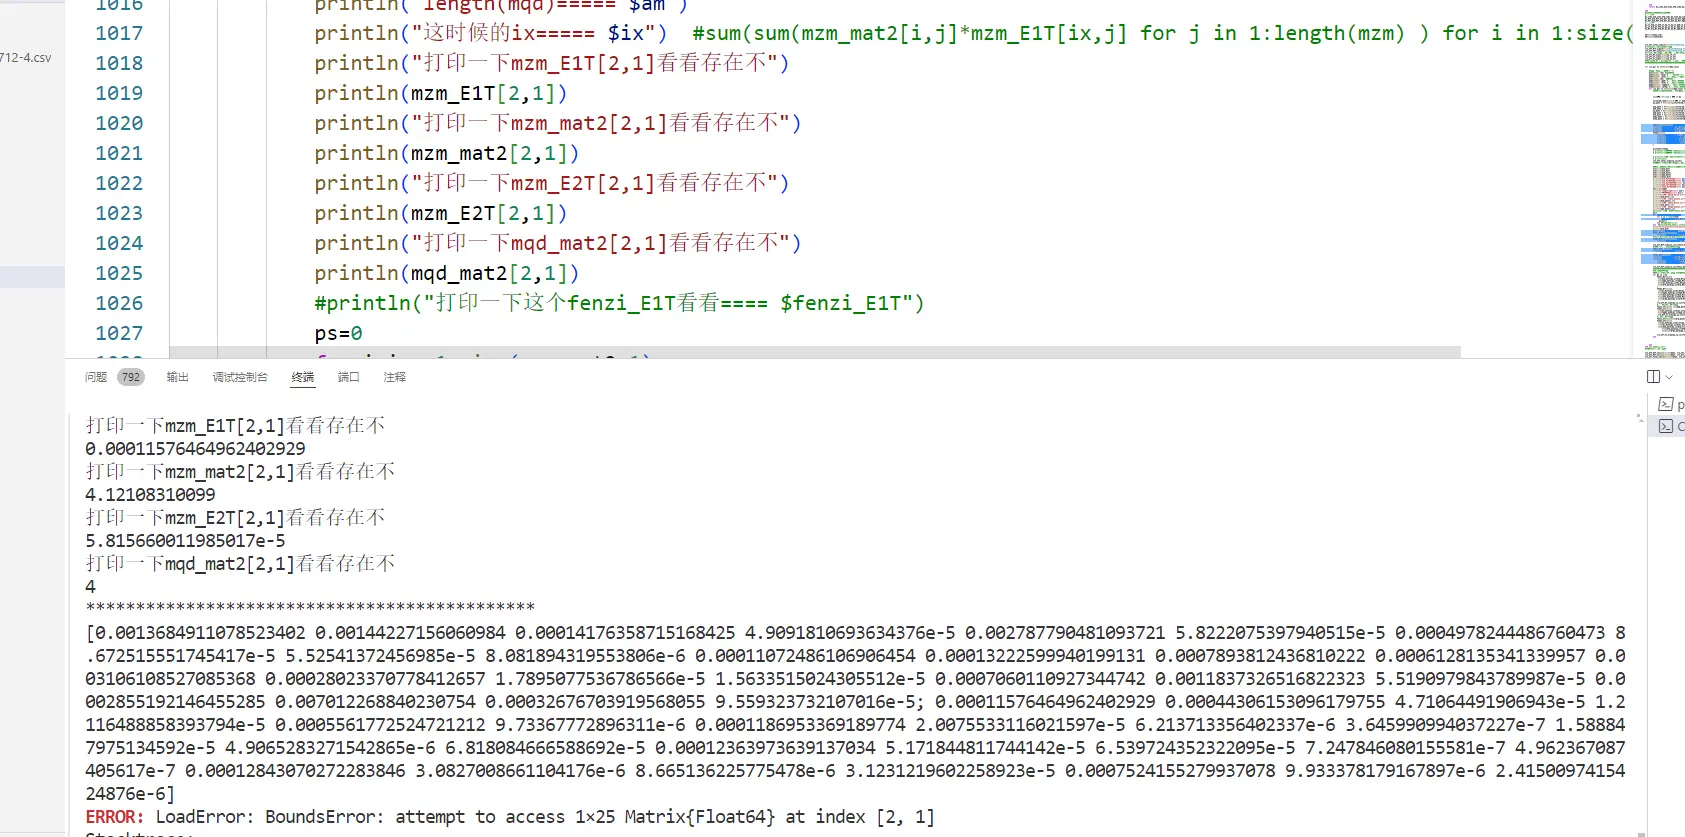 1016 println("length(mqd)===== $am")
712-4.csv
1017 println("这时候的ix===== $ix") #sum(sum(mzm_mat2[i,j]*mzm_E1T[ix,j] for j in 1:length(mzm) ) for i in 1:size(
1018 println("打印一下mzm_E1T[2,1]看看存在不")
1019 println(mzm_E1T[2,1])
1020 println("打印一下mzm_mat2[2,1]看看存在不")
1021 println(mzm_mat2[2,1])
1022 println("打印一下mzm_E2T[2,1]看看存在不")
1023 println(mzm_E2T[2,1])
1024 println("打印一下mqd_mat2[2,1]看看存在不")
1025 println(mqd_mat2[2,1])
1026 #println("打印一下这个fenzi_E1T看看==== $fenzi_E1T")
1027 ps=0
问题 792 输出 调试控制台 终端 端口 注释
打印一下mzm_E1T[2,1]看看存在不
0.00011576464962402929
打印一下mzm_mat2[2,1]看看存在不
4.12108310099
打印一下mzm_E2T[2,1]看看存在不
5.815660011985017e-5
打印一下mqd_mat2[2,1]看看存在不
4
*********************************************
[0.0013684911078523402 0.00144227156060984 0.00014176358715168425 4.9091810693634376e-5 0.002787790481093721 5.8222075397940515e-5 0.0004978244486760473 8
.672515551745417e-5 5.52541372456985e-5 8.081894319553806e-6 0.00011072486106906454 0.00013222599940199131 0.0007893812436810222 0.0006128135341339957 0.0
03106108527085368 0.00028023370778412657 1.7895077536786566e-5 1.5633515024305512e-5 0.0007060110927344742 0.0011837326516822323 5.5190979843789987e-5 0.0
002855192146455285 0.007012268840230754 0.00032676703919568055 9.559323732107016e-5; 0.00011576464962402929 0.00044306153096179755 4.71064491906943e-5 1.2
116488858393794e-5 0.0005561772524721212 9.73367772896311e-6 0.0001186953369189774 2.0075533116021597e-5 6.213713356402337e-6 3.645990994037227e-7 1.58884
7975134592e-5 4.9065283271542865e-6 6.818084666588692e-5 0.00012363973639137034 5.171844811744142e-5 6.539724352322095e-5 7.247846080155581e-7 4.962367087
405617e-7 0.00012843070272283846 3.0827008661104176e-6 8.665136225775478e-6 3.1231219602258923e-5 0.0007524155279937078 9.933378179167897e-6 2.41500974154
24876e-6]
ERROR: LoadError: BoundsError: attempt to access 1×25 Matrix{Float64} at index [2, 1]